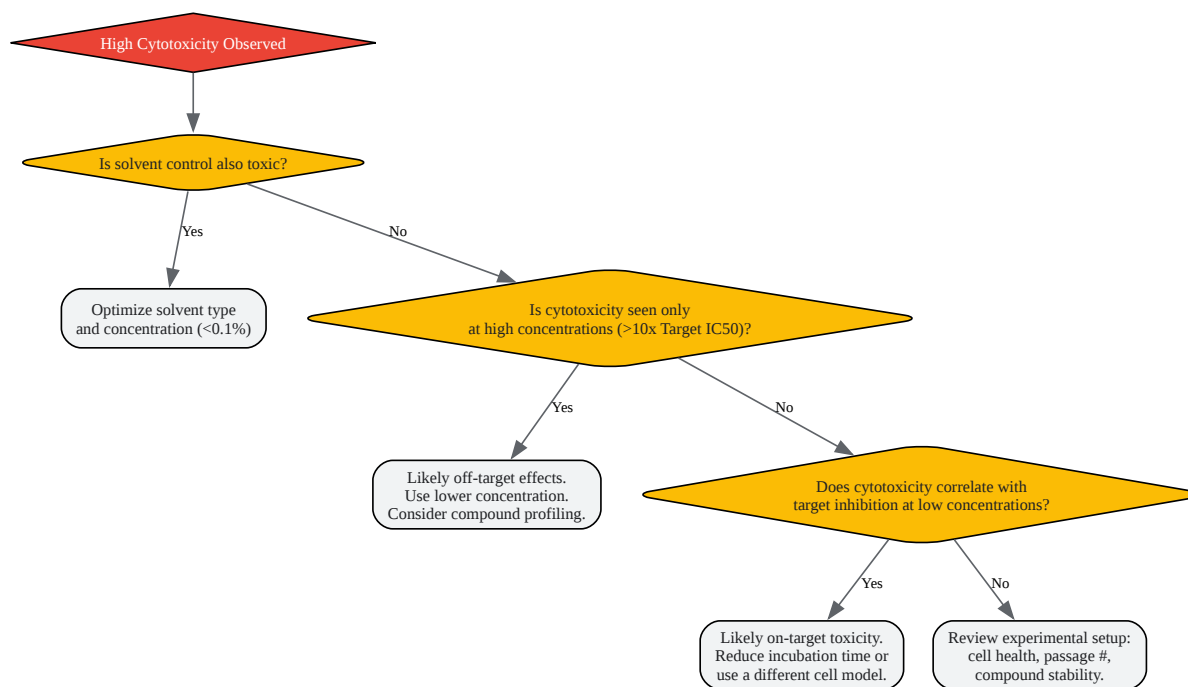 High Cytotoxicity Observed
Is solvent control also toxic?
Yes
No
Optimize solvent type
and concentration (<0.1%)
Is cytotoxicity seen only
at high concentrations (>10x Target IC50)?
Yes
No
Likely off-target effects.
Use lower concentration.
Consider compound profiling.
Does cytotoxicity correlate with
target inhibition at low concentrations?
Yes
No
Likely on-target toxicity.
Reduce incubation time or
use a different cell model.
Review experimental setup:
cell health, passage #,
compound stability.